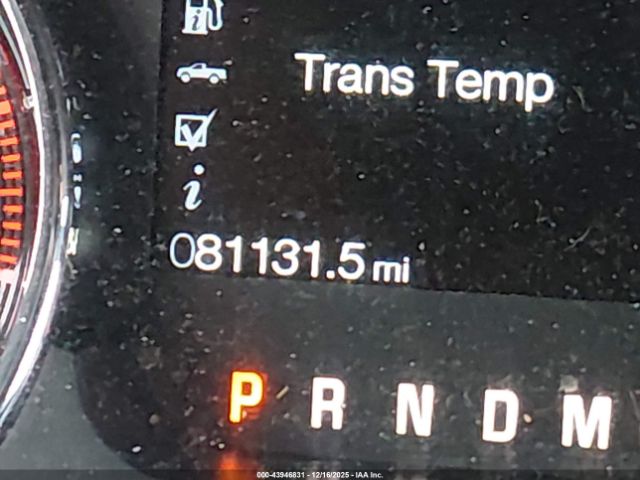 Trans Temp
i
081131.5 mi
P R N D M
000-43946831 - 12/16/2025 - IAA Inc.